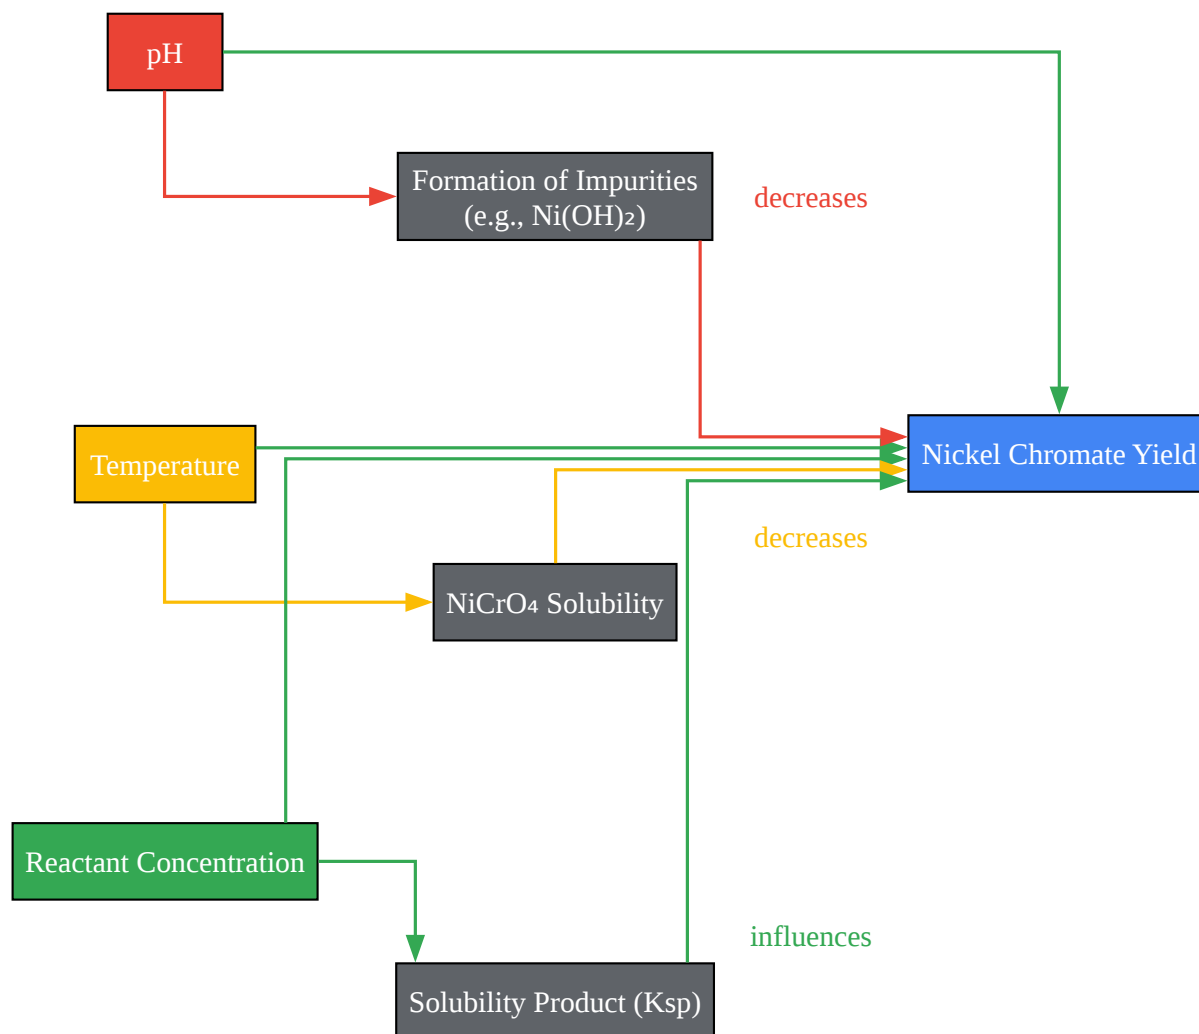 pH
Formation of Impurities
(e.g., Ni(OH)₂)
decreases
Temperature
Nickel Chromate Yield
decreases
NiCrO₄ Solubility
Reactant Concentration
influences
Solubility Product (Ksp)